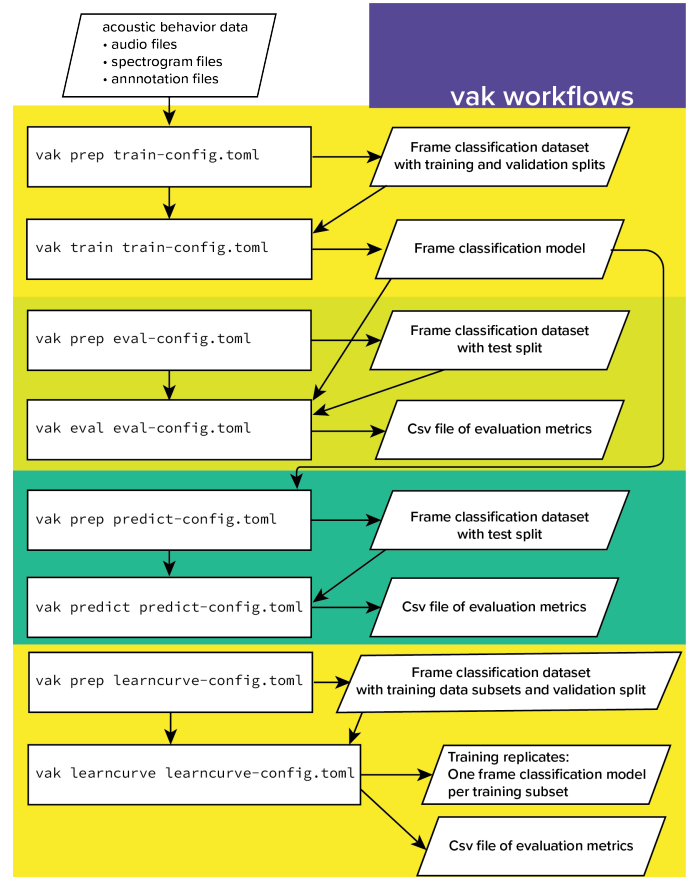 acoustic behavior data
• audio files
• spectrogram files
• annnotation files
vak workflows
vak prep train-config.toml
Frame classification dataset
with training and validation splits
vak train train-config.toml
Frame classification model
vak prep eval-config.toml
Frame classification dataset
with test split
vak eval eval-config.toml
Csv file of evaluation metrics
vak prep predict-config.toml
Frame classification dataset
with test split
vak predict predict-config.toml
Csv file of evaluation metrics
vak prep learncurve-config.toml
Frame classification dataset
with training data subsets and validation split
vak learncurve learncurve-config.toml
Training replicates:
One frame classification model
per training subset
Csv file of evaluation metrics